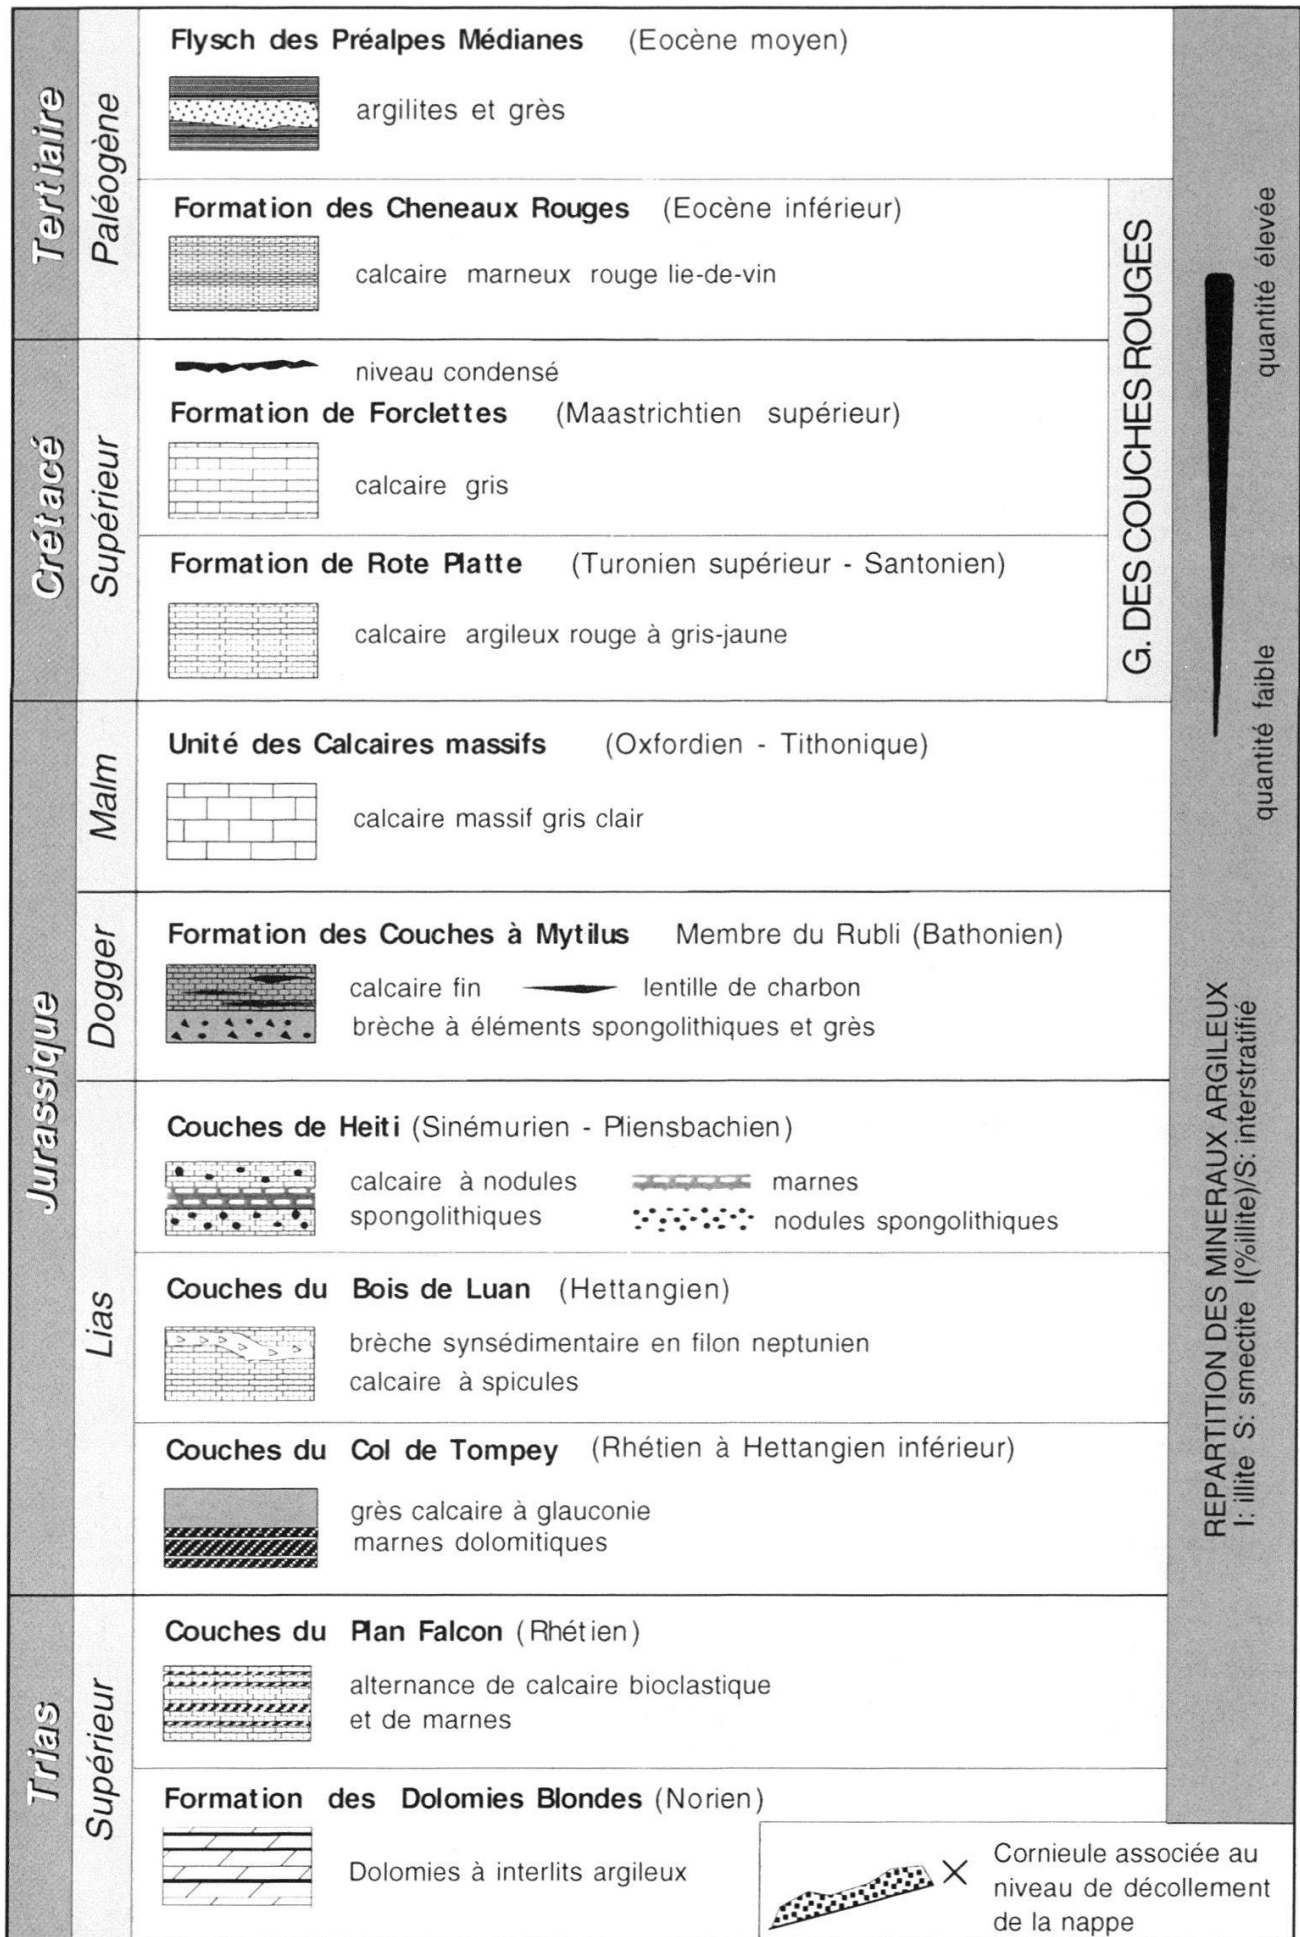 Tertiaire
Paléogène
Flysch des Préalpes Médianes (Eocène moyen)
argilites et grès
Formation des Cheneaux Rouges (Eocène inférieur)
calcaire marneux rouge lie-de-vin
Crétacé
Supérieur
niveau condensé
Formation de Forclettes (Maastrichtien supérieur)
calcaire gris
Formation de Rote Platte (Turonien supérieur - Santonien)
calcaire argileux rouge à gris-jaune
G. DES COUCHES ROUGES
Jurassique
Malm
Unité des Calcaires massifs (Oxfordien - Tithonique)
calcaire massif gris clair
Dogger
Formation des Couches à Mytilus Membre du Rubli (Bathonien)
calcaire fin lentille de charbon
brèche à éléments spongolithiques et grès
Lias
Couches de Heiti (Sinémurien - Pliensbachien)
calcaire à nodules marnes
spongolithiques nodules spongolithiques
Couches du Bois de Luan (Hettangien)
brèche synsédimentaire en filon neptunien
calcaire à spicules
Couches du Col de Tompey (Rhétien à Hettangien inférieur)
grès calcaire à glauconie
marnes dolomitiques
Trias
Supérieur
Couches du Plan Falcon (Rhétien)
alternance de calcaire bioclastique
et de marnes
Formation des Dolomies Blondes (Norien)
Dolomies à interlits argileux
Cornieule associée au
niveau de décollement
de la nappe
quantité élevée
quantité faible
REPARTITION DES MINERAUX ARGILEUX
I: illite S: smectite I(%illite)/S: interstratifié